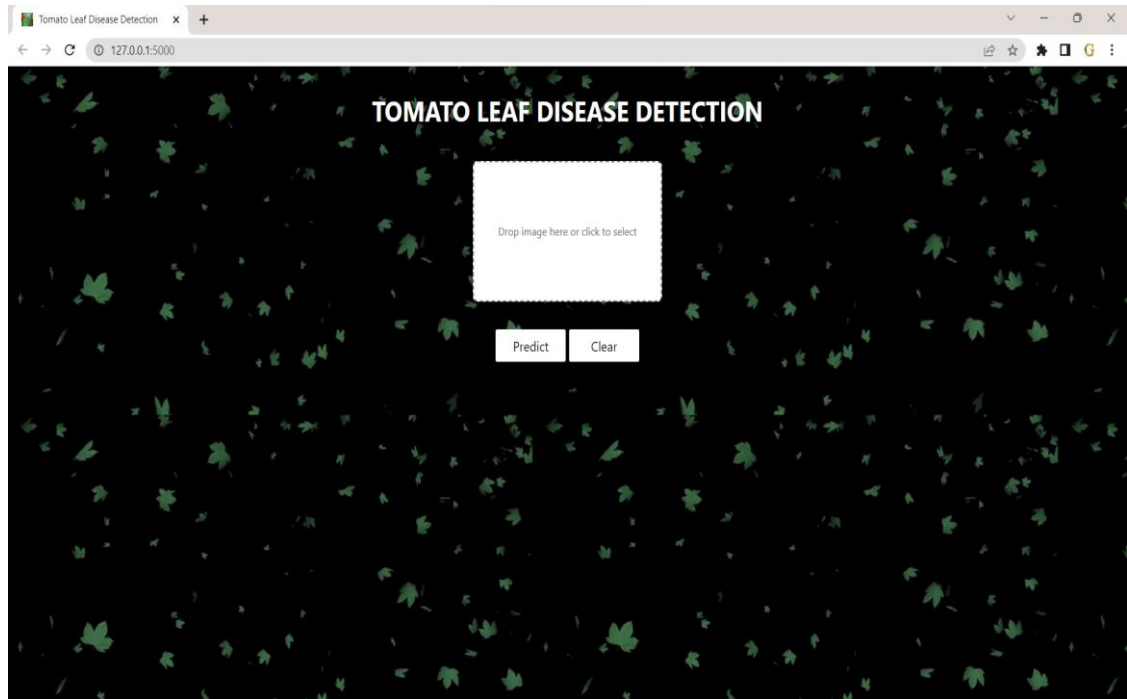 Tomato Leaf Disease Detection
127.0.0.1:5000
G
TOMATO LEAF DISEASE DETECTION
Drop image here or click to select
Predict Clear